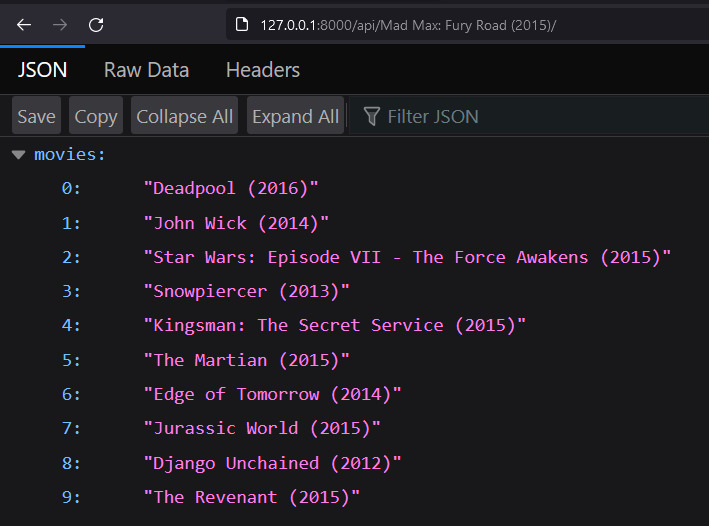 127.0.0.1:8000/api/Mad Max: Fury Road (2015)/
JSON Raw Data Headers
Save Copy Collapse All Expand All Filter JSON
movies:
0: "Deadpool (2016)"
1: "John Wick (2014)"
2: "Star Wars: Episode VII - The Force Awakens (2015)"
3: "Snowpiercer (2013)"
4: "Kingsman: The Secret Service (2015)"
5: "The Martian (2015)"
6: "Edge of Tomorrow (2014)"
7: "Jurassic World (2015)"
8: "Django Unchained (2012)"
9: "The Revenant (2015)"